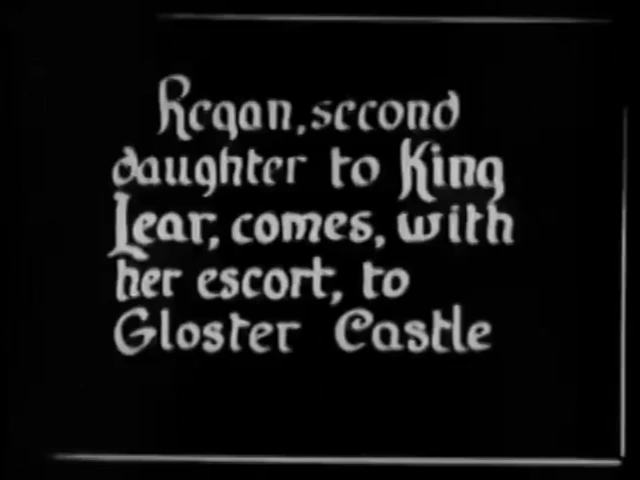 Regan, second
daughter to King
Lear, comes, with
her escort, to
Gloster Castle